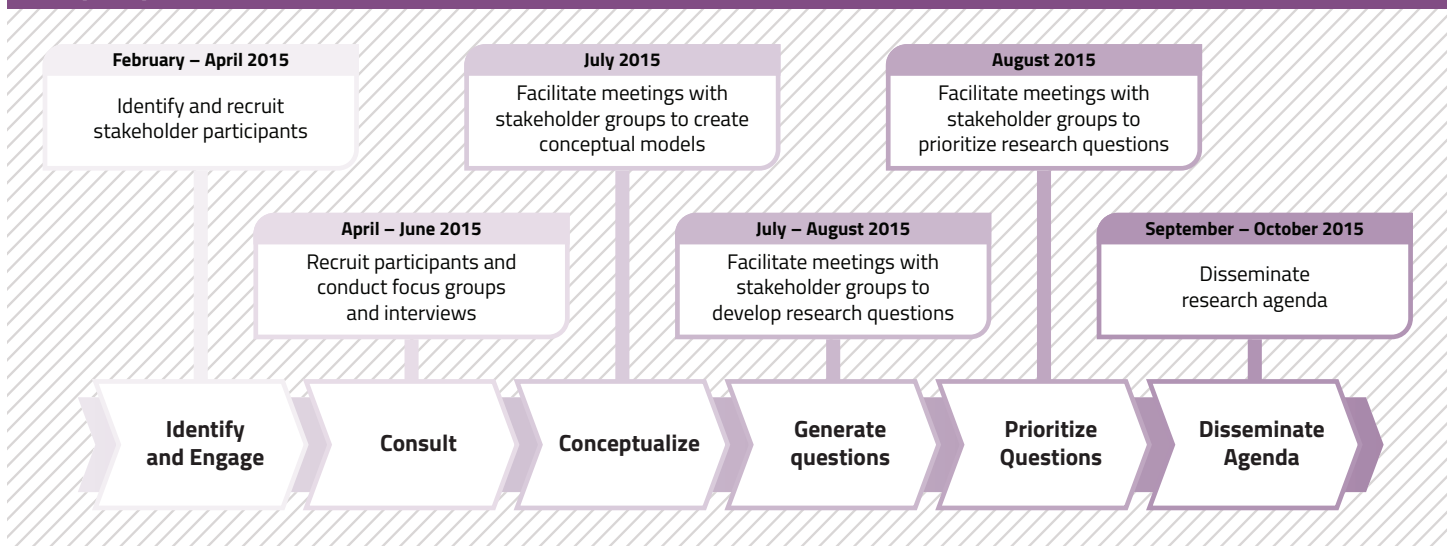 February – April 2015
Identify and recruit
stakeholder participants
April – June 2015
Recruit participants and
conduct focus groups
and interviews
July 2015
Facilitate meetings with
stakeholder groups to create
conceptual models
July – August 2015
Facilitate meetings with
stakeholder groups to
develop research questions
August 2015
Facilitate meetings with
stakeholder groups to
prioritize research questions
September – October 2015
Disseminate
research agenda
Identify
and Engage
Consult
Conceptualize
Generate
questions
Prioritize
Questions
Disseminate
Agenda